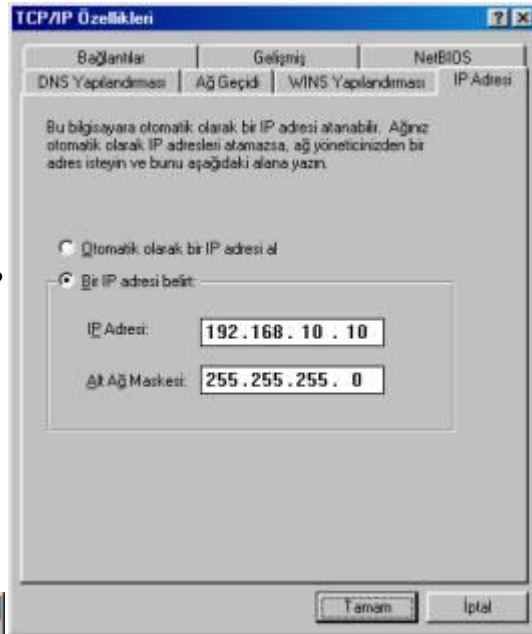 TCP/IP Özellikleri
Bağlantılar Gelişmiş NetBIOS
DNS Yapılandırması Ağ Geçidi WINS Yapılandırması IP Adresi
Bu bilgisayara otomatik olarak bir IP adresi atanabilir. Ağınız
otomatik olarak IP adresleri atamazsa, ağ yöneticinizden bir
adres isteyin ve bunu aşağıdaki alana yazın.
Otomatik olarak bir IP adresi al
Bir IP adresi belirt:
IP Adresi: 192.168. 10 . 10
Alt Ağ Maskesi: 255.255.255. 0
Tamam İptal